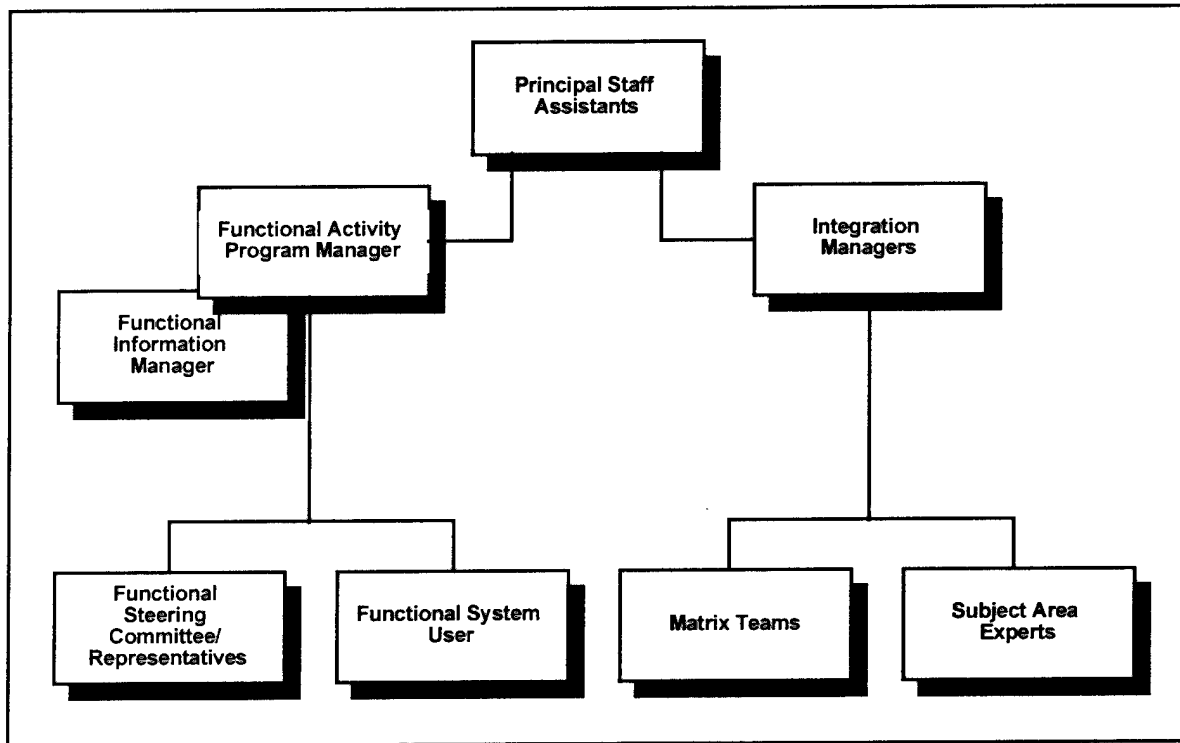 Principal Staff
Assistants
Functional Activity
Program Manager
Integration
Managers
Functional
Information
Manager
Functional
Steering
Committee/
Representatives
Functional System
User
Matrix Teams
Subject Area
Experts